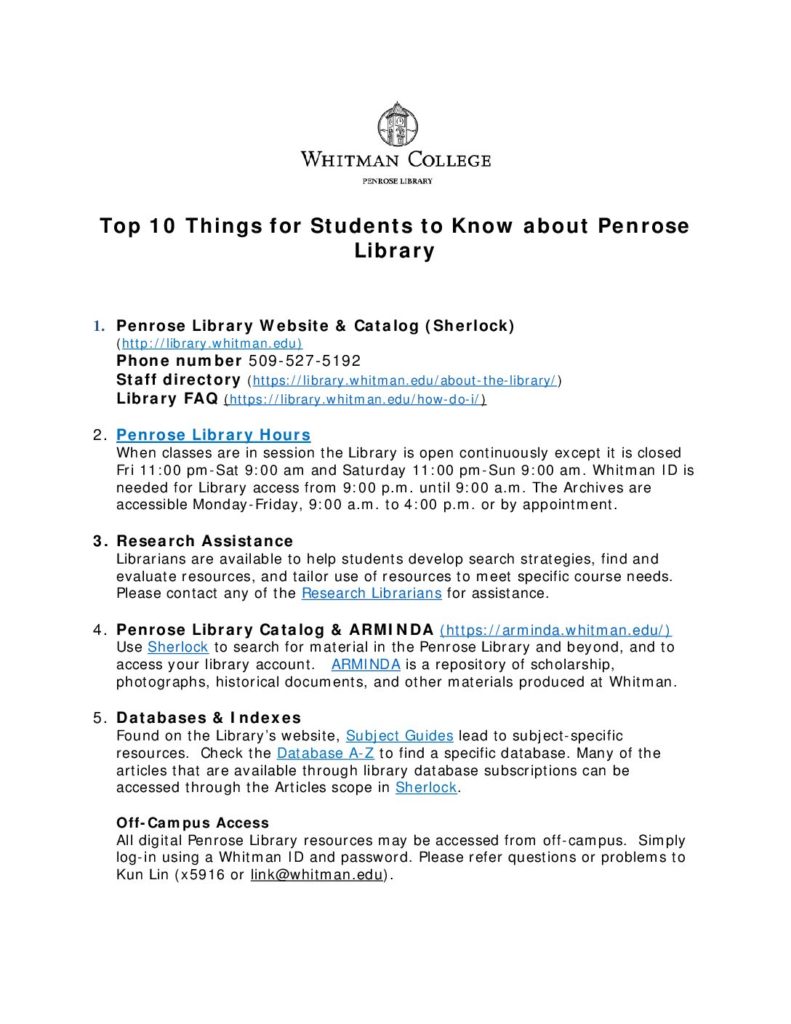 WHITMAN COLLEGE
PENROSE LIBRARY
Top 10 Things for Students to Know about Penrose
Library
1. Penrose Library Website & Catalog (Sherlock)
(http://library.whitman.edu)
Phone number 509-527-5192
Staff directory (https://library.whitman.edu/about-the-library/)
Library FAQ (https://library.whitman.edu/how-do-i/)
2. Penrose Library Hours
When classes are in session the Library is open continuously except it is closed
Fri 11:00 pm-Sat 9:00 am and Saturday 11:00 pm-Sun 9:00 am. Whitman ID is
needed for Library access from 9:00 p.m. until 9:00 a.m. The Archives are
accessible Monday-Friday, 9:00 a.m. to 4:00 p.m. or by appointment.
3. Research Assistance
Librarians are available to help students develop search strategies, find and
evaluate resources, and tailor use of resources to meet specific course needs.
Please contact any of the Research Librarians for assistance.
4. Penrose Library Catalog & ARMINDA (https://arminda.whitman.edu/)
Use Sherlock to search for material in the Penrose Library and beyond, and to
access your library account. ARMINDA is a repository of scholarship,
photographs, historical documents, and other materials produced at Whitman.
5. Databases & Indexes
Found on the Library's website, Subject Guides lead to subject-specific
resources. Check the Database A-Z to find a specific database. Many of the
articles that are available through library database subscriptions can be
accessed through the Articles scope in Sherlock.
Off-Campus Access
All digital Penrose Library resources may be accessed from off-campus. Simply
log-in using a Whitman ID and password. Please refer questions or problems to
Kun Lin (x5916 or link@whitman.edu).